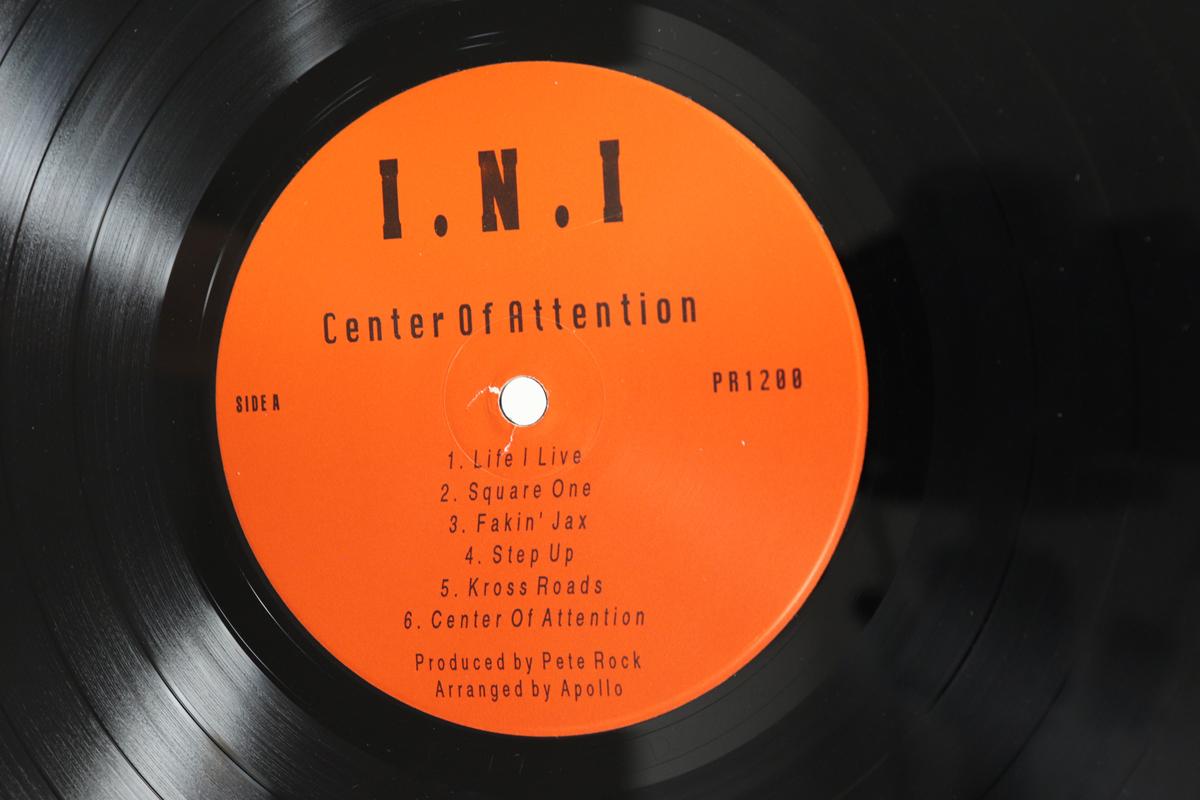 I.N.I
Center Of Attention
SIDE A
PR1200
1. Life I Live
2. Square One
3. Fakin' Jax
4. Step Up
5. Kross Roads
6. Center Of Attention
Produced by Pete Rock
Arranged by Apollo